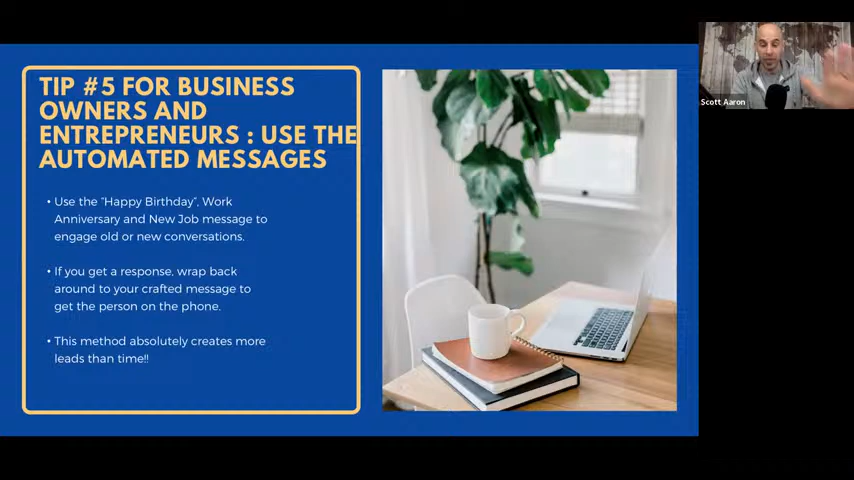 TIP #5 FOR BUSINESS
OWNERS AND
ENTREPRENEURS : USE THE
AUTOMATED MESSAGES
• Use the "Happy Birthday", Work
Anniversary and New Job message to
engage old or new conversations.
• If you get a response, wrap back
around to your crafted message to
get the person on the phone.
• This method absolutely creates more
leads than time!!
Scott Aaron